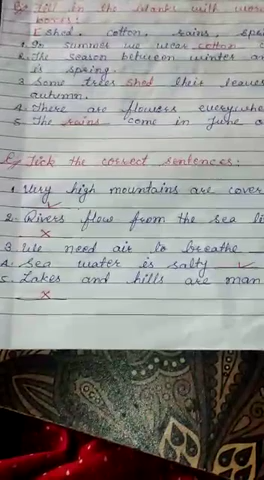 Fill in the blanks with words
[shed, cotton, rains, spri
1. In summer we wear cotton c
2. The season between winter an
is spring.
3. Some trees shed their leaves
autumn.
4. There are flowers everywhe
5. The rains come in June a
Tick the correct sentences:
1. Very high mountains are cover
✓
2. Rivers flow from the sea
×
3. We need air to breathe
4. Sea water is salty ✓
5. Lakes and hills are man
×